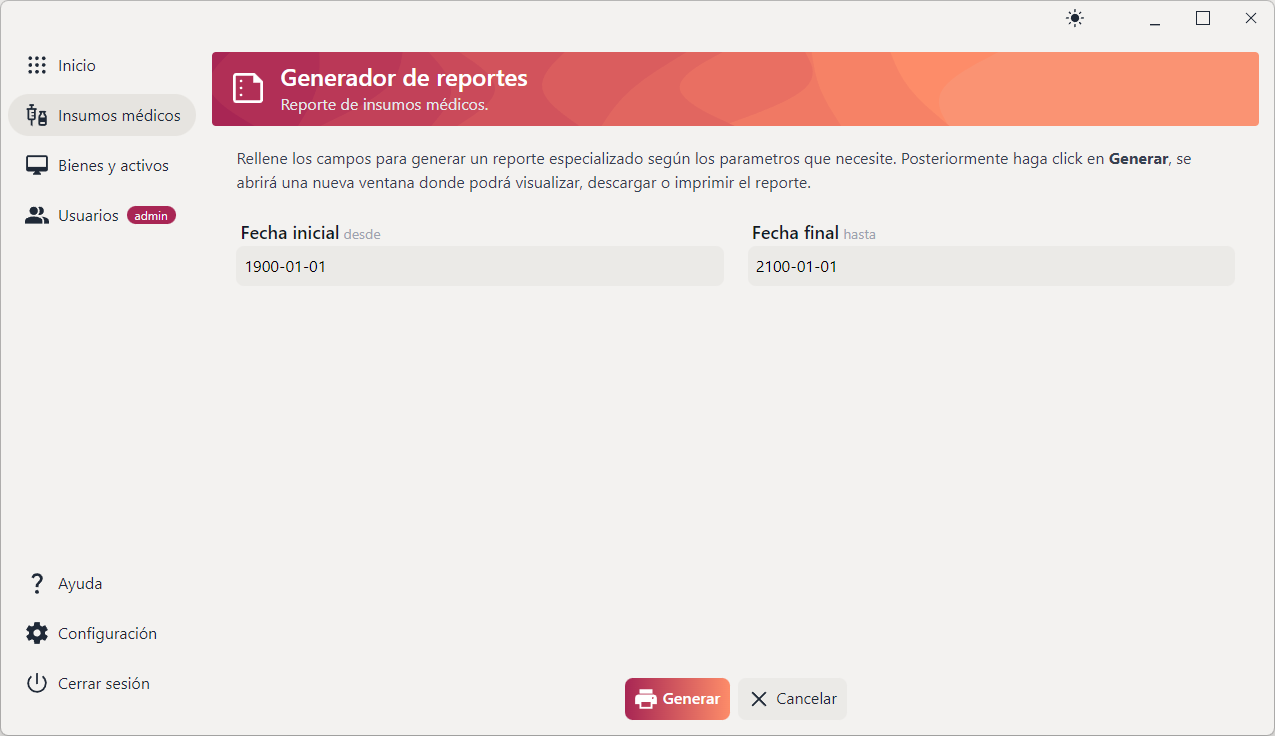 Inicio
Insumos médicos
Bienes y activos
Usuarios admin
Ayuda
Configuración
Cerrar sesión
Generador de reportes
Reporte de insumos médicos.
Rellene los campos para generar un reporte especializado según los parametros que necesite. Posteriormente haga click en Generar, se
abrirá una nueva ventana donde podrá visualizar, descargar o imprimir el reporte.
Fecha inicial desde
1900-01-01
Fecha final hasta
2100-01-01
Generar
Cancelar